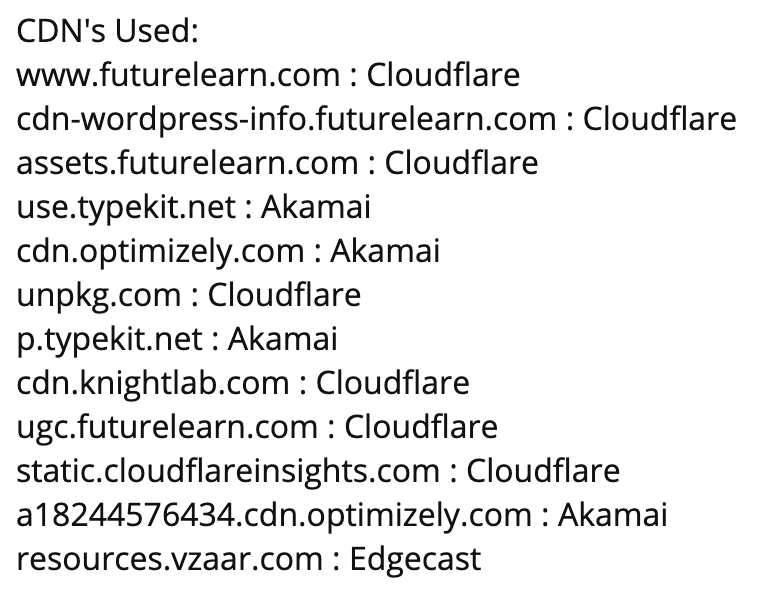 CDN's Used:
www.futurelearn.com : Cloudflare
cdn-wordpress-info.futurelearn.com : Cloudflare
assets.futurelearn.com : Cloudflare
use.typekit.net : Akamai
cdn.optimizely.com : Akamai
unpkg.com : Cloudflare
p.typekit.net : Akamai
cdn.knightlab.com : Cloudflare
ugc.futurelearn.com : Cloudflare
static.cloudflareinsights.com : Cloudflare
a18244576434.cdn.optimizely.com : Akamai
resources.vzaar.com : Edgecast